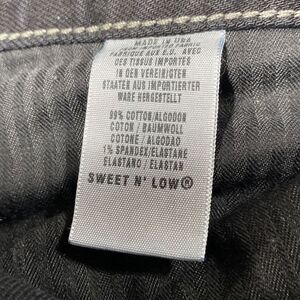 MADE IN USA
FROM IMPORTED FABRIC
FABRIQUE AUX E.U. AVEC
DES TISSUS IMPORTES
IN DEN VEREINIGTEN
STAATEN AUS IMPORTIERTER
WARE HERGESTELLT
99% COTTON/ALGODON
COTON / BAUMWOLL
COTONE / ALGODAO
1% SPANDEX/ELASTANE
ELASTANO / ELASTAN
SWEET N' LOW®